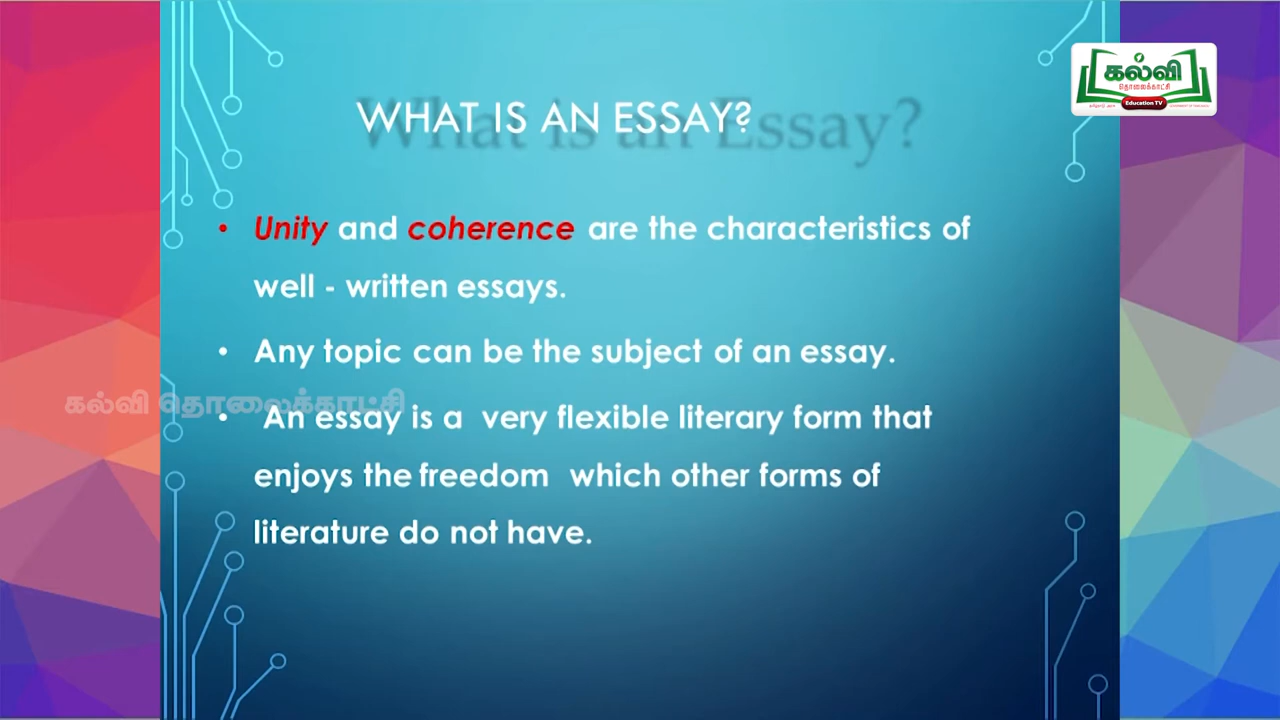 கல்வி
தொலைக்காட்சி
Education TV
WHAT IS AN ESSAY?
What is an Essay?
• Unity and coherence are the characteristics of
well - written essays.
• Any topic can be the subject of an essay.
கல்வி தொலைக்காட்சி
• An essay is a very flexible literary form that
enjoys the freedom which other forms of
literature do not have.